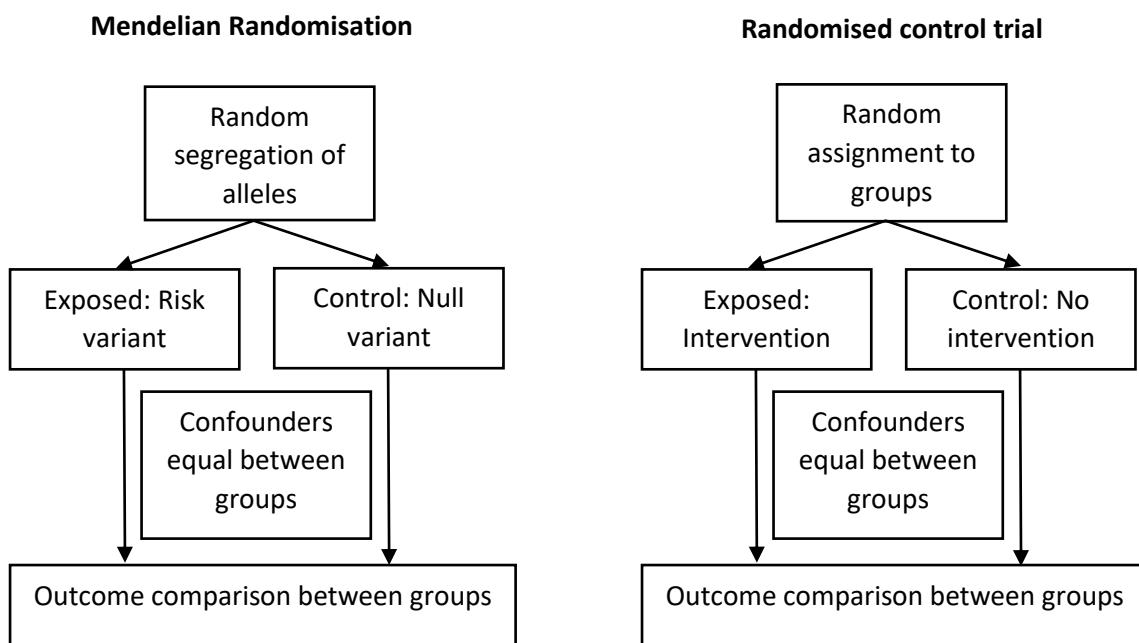 Mendelian Randomisation
Random
segregation of
alleles
Exposed: Risk
variant
Control: Null
variant
Confounders
equal between
groups
Outcome comparison between groups
Randomised control trial
Random
assignment to
groups
Exposed:
Intervention
Control: No
intervention
Confounders
equal between
groups
Outcome comparison between groups